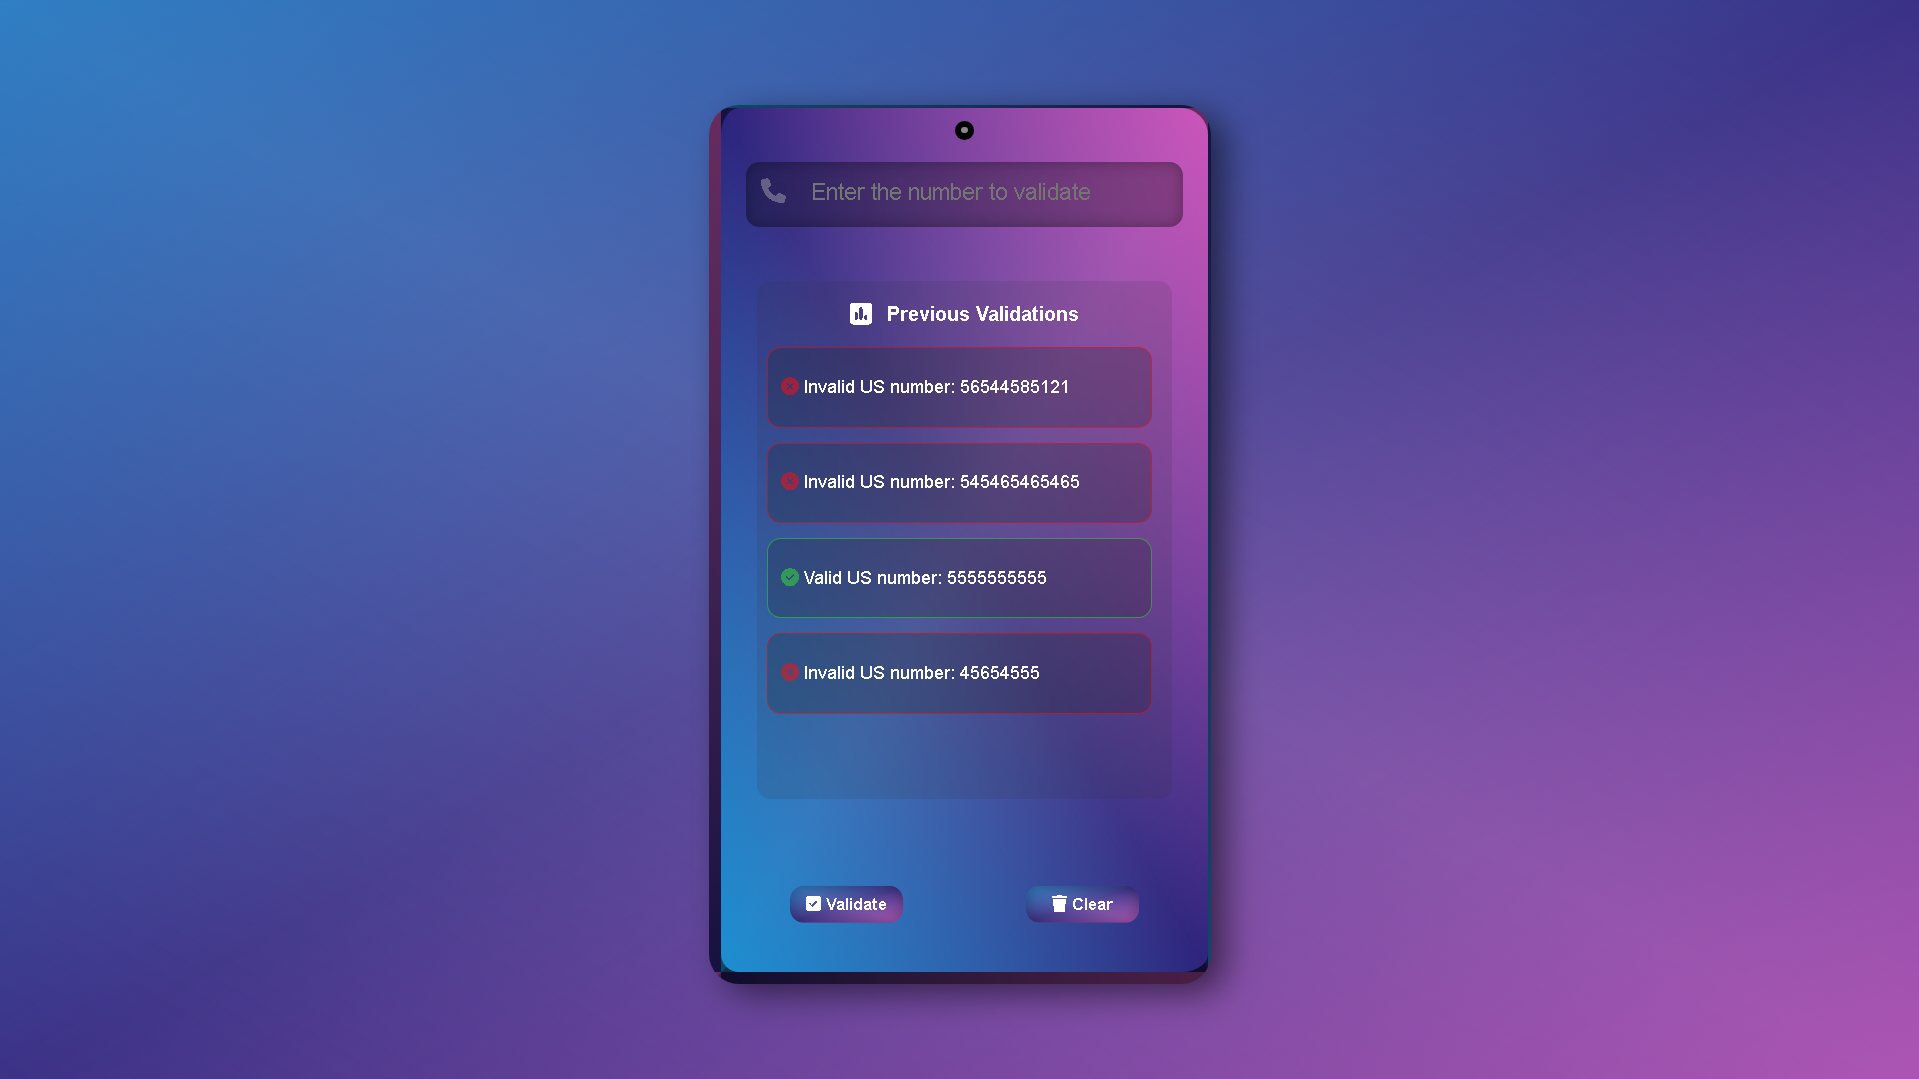 Enter the number to validate
Previous Validations
Invalid US number: 56544585121
Invalid US number: 545465465465
Valid US number: 5555555555
Invalid US number: 45654555
Validate
Clear